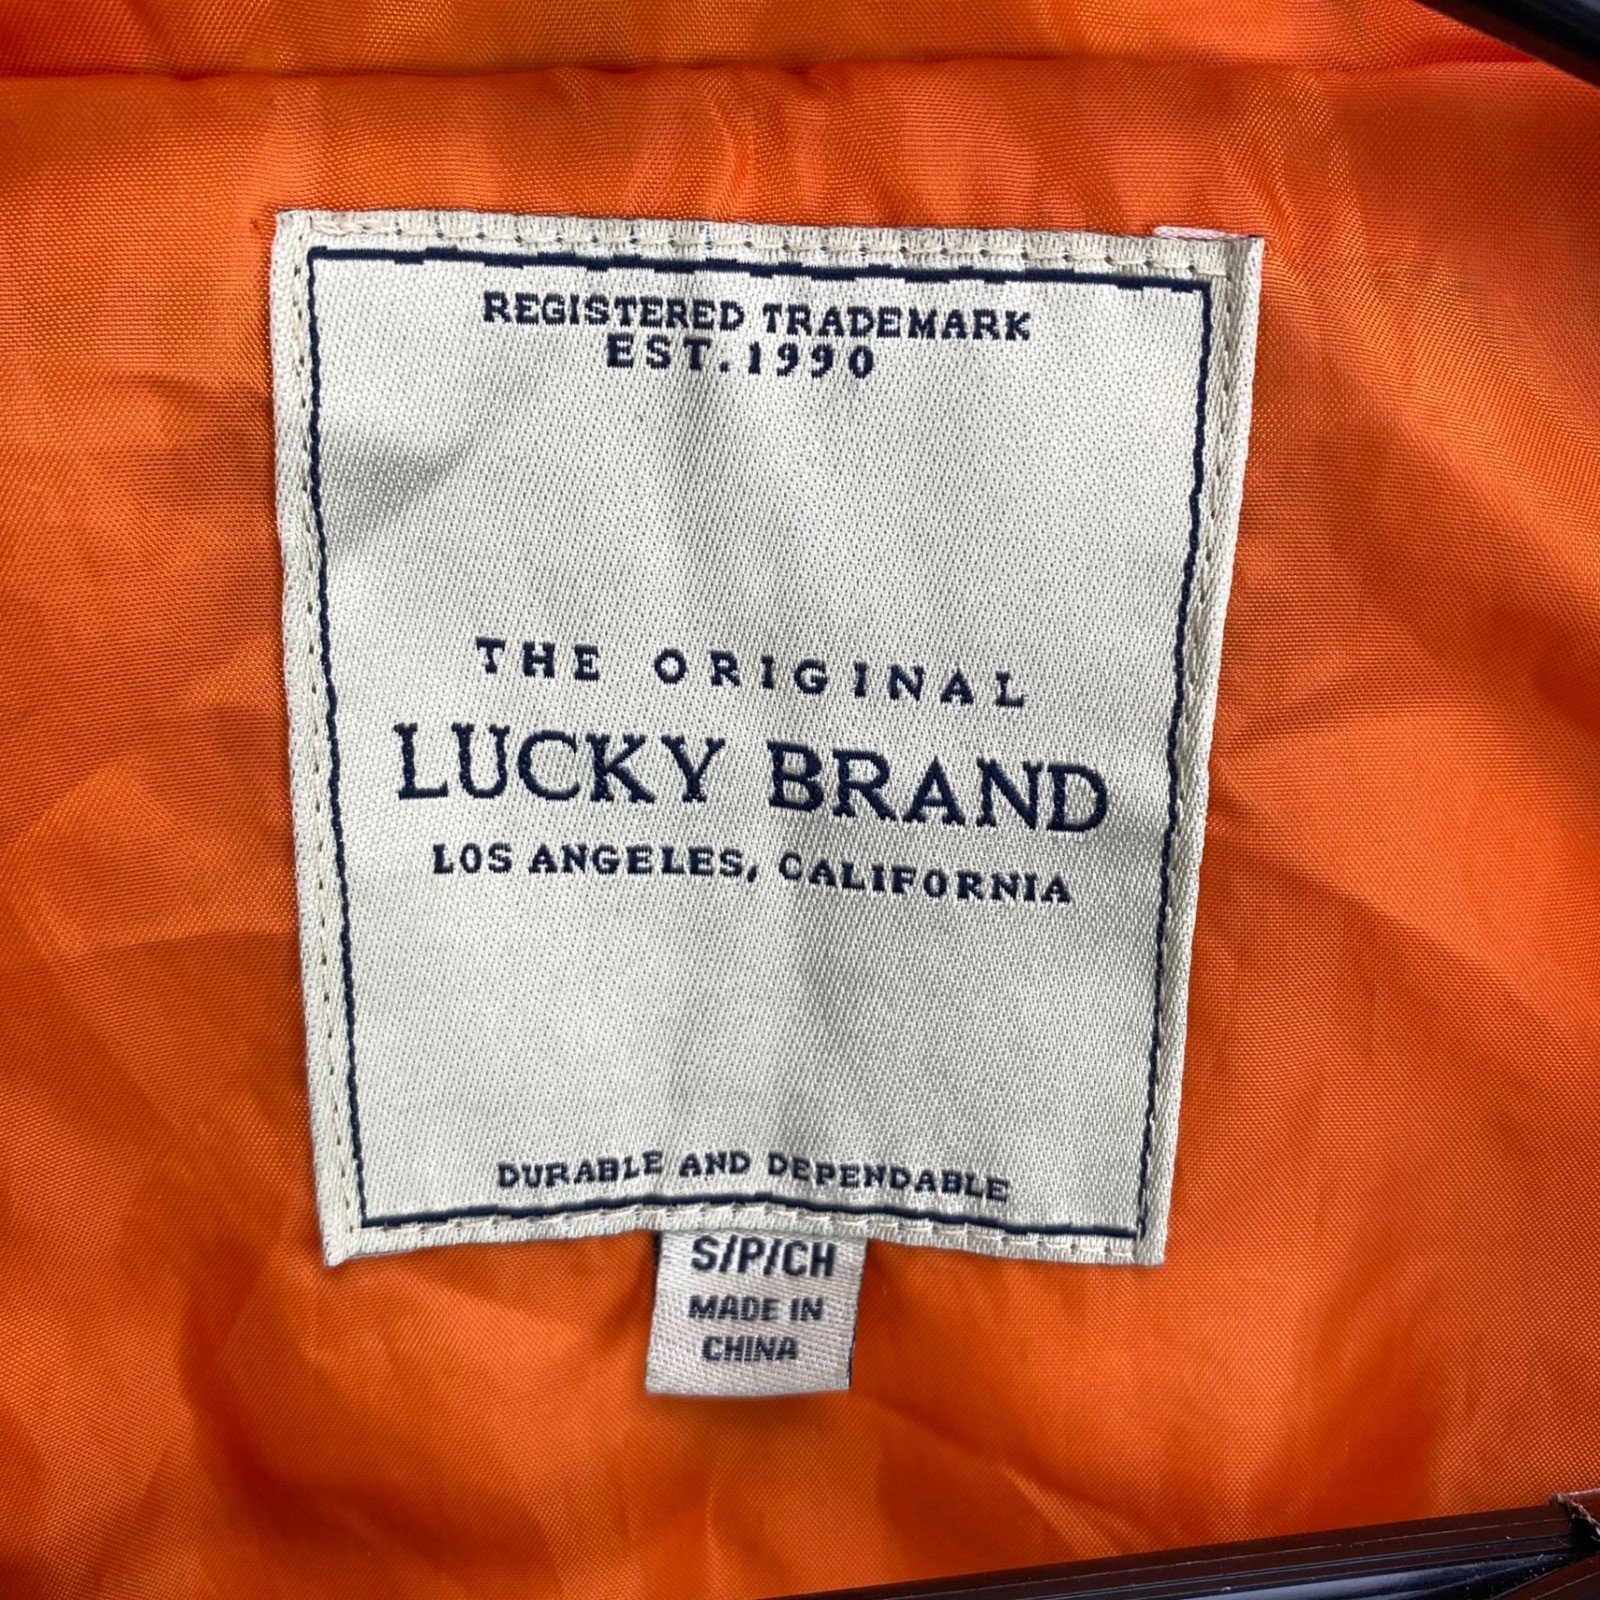 REGISTERED TRADEMARK
EST.1990
THE ORIGINAL
LUCKY BRAND
LOS ANGELES, CALIFORNIA
DURABLE AND DEPENDABLE
S/P/CH
MADE IN
CHINA